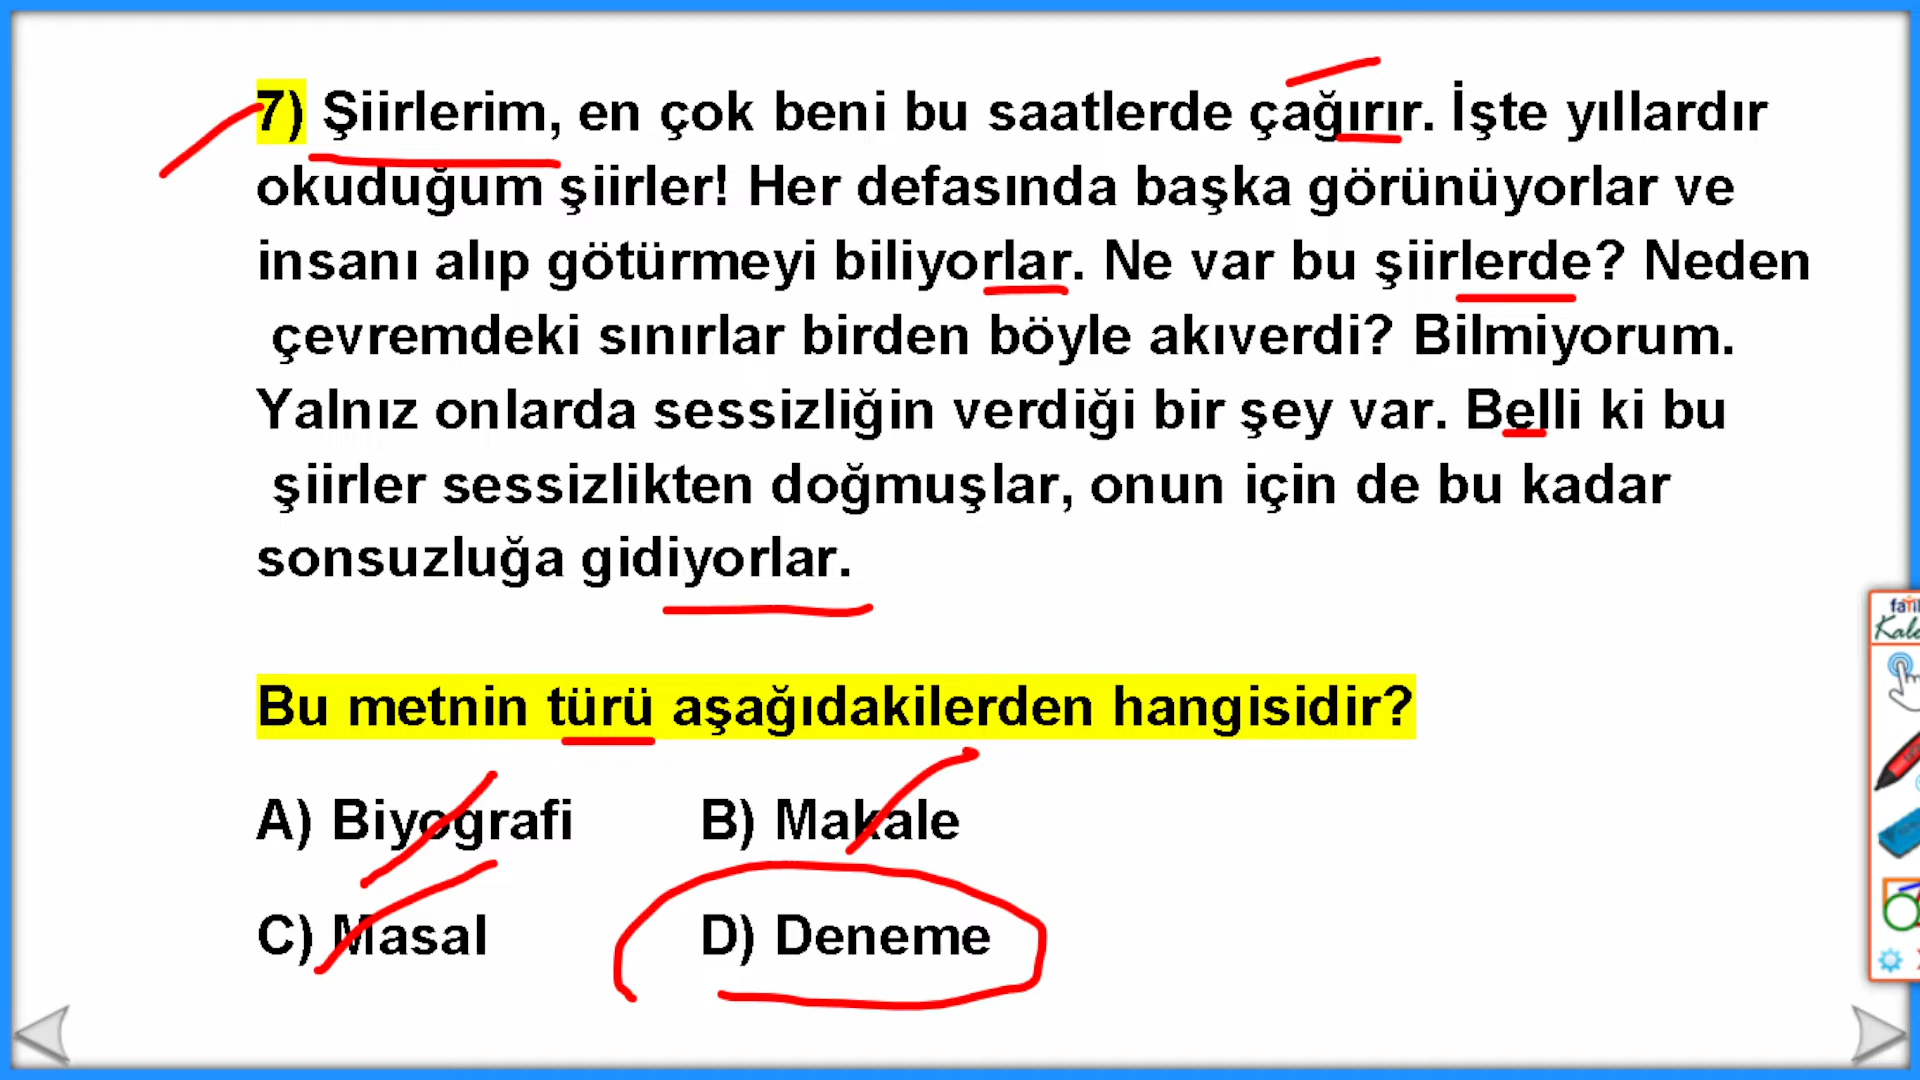 7) Şiirlerim, en çok beni bu saatlerde çağırır. İşte yıllardır
okuduğum şiirler! Her defasında başka görünüyorlar ve
insanı alıp götürmeyi biliyorlar. Ne var bu şiirlerde? Neden
çevremdeki sınırlar birden böyle akıverdi? Bilmiyorum.
Yalnız onlarda sessizliğin verdiği bir şey var. Belli ki bu
şiirler sessizlikten doğmuşlar, onun için de bu kadar
sonsuzluğa gidiyorlar.
Bu metnin türü aşağıdakilerden hangisidir?
A) Biyografi B) Makale
C) Masal D) Deneme